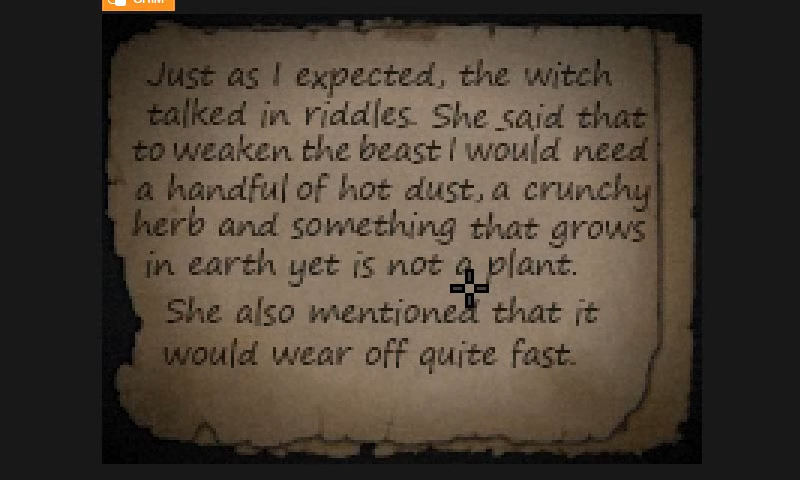 Just as I expected, the witch
talked in riddles. She said that
to weaken the beast I would need
a handful of hot dust, a crunchy
herb and something that grows
in earth yet is not a plant.
She also mentioned that it
would wear off quite fast.